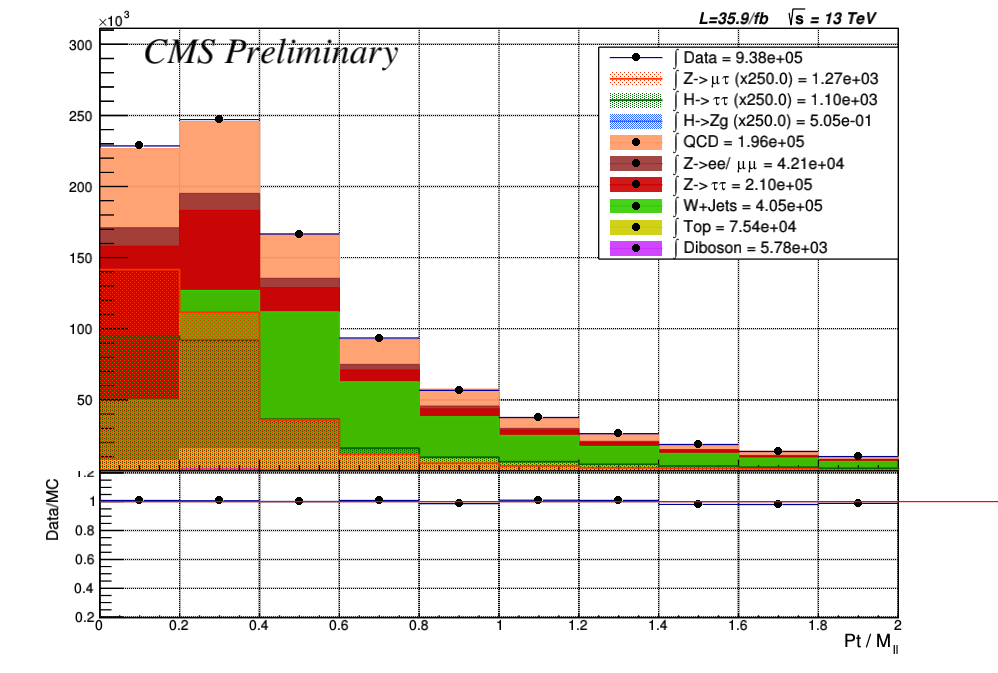 ×10³
L=35.9/fb √s = 13 TeV
CMS Preliminary
300
250
200
150
100
50
∫ Data = 9.38e+05
∫ Z->μτ (x250.0) = 1.27e+03
∫ H->ττ (x250.0) = 1.10e+03
∫ H->Zg (x250.0) = 5.05e-01
∫ QCD = 1.96e+05
∫ Z->ee/ μμ = 4.21e+04
∫ Z->ττ = 2.10e+05
∫ W+Jets = 4.05e+05
∫ Top = 7.54e+04
∫ Diboson = 5.78e+03
Data/MC
1.2
1
0.8
0.6
0.4
0.2
0 0.2 0.4 0.6 0.8 1 1.2 1.4 1.6 1.8 2
Pt / M_ll